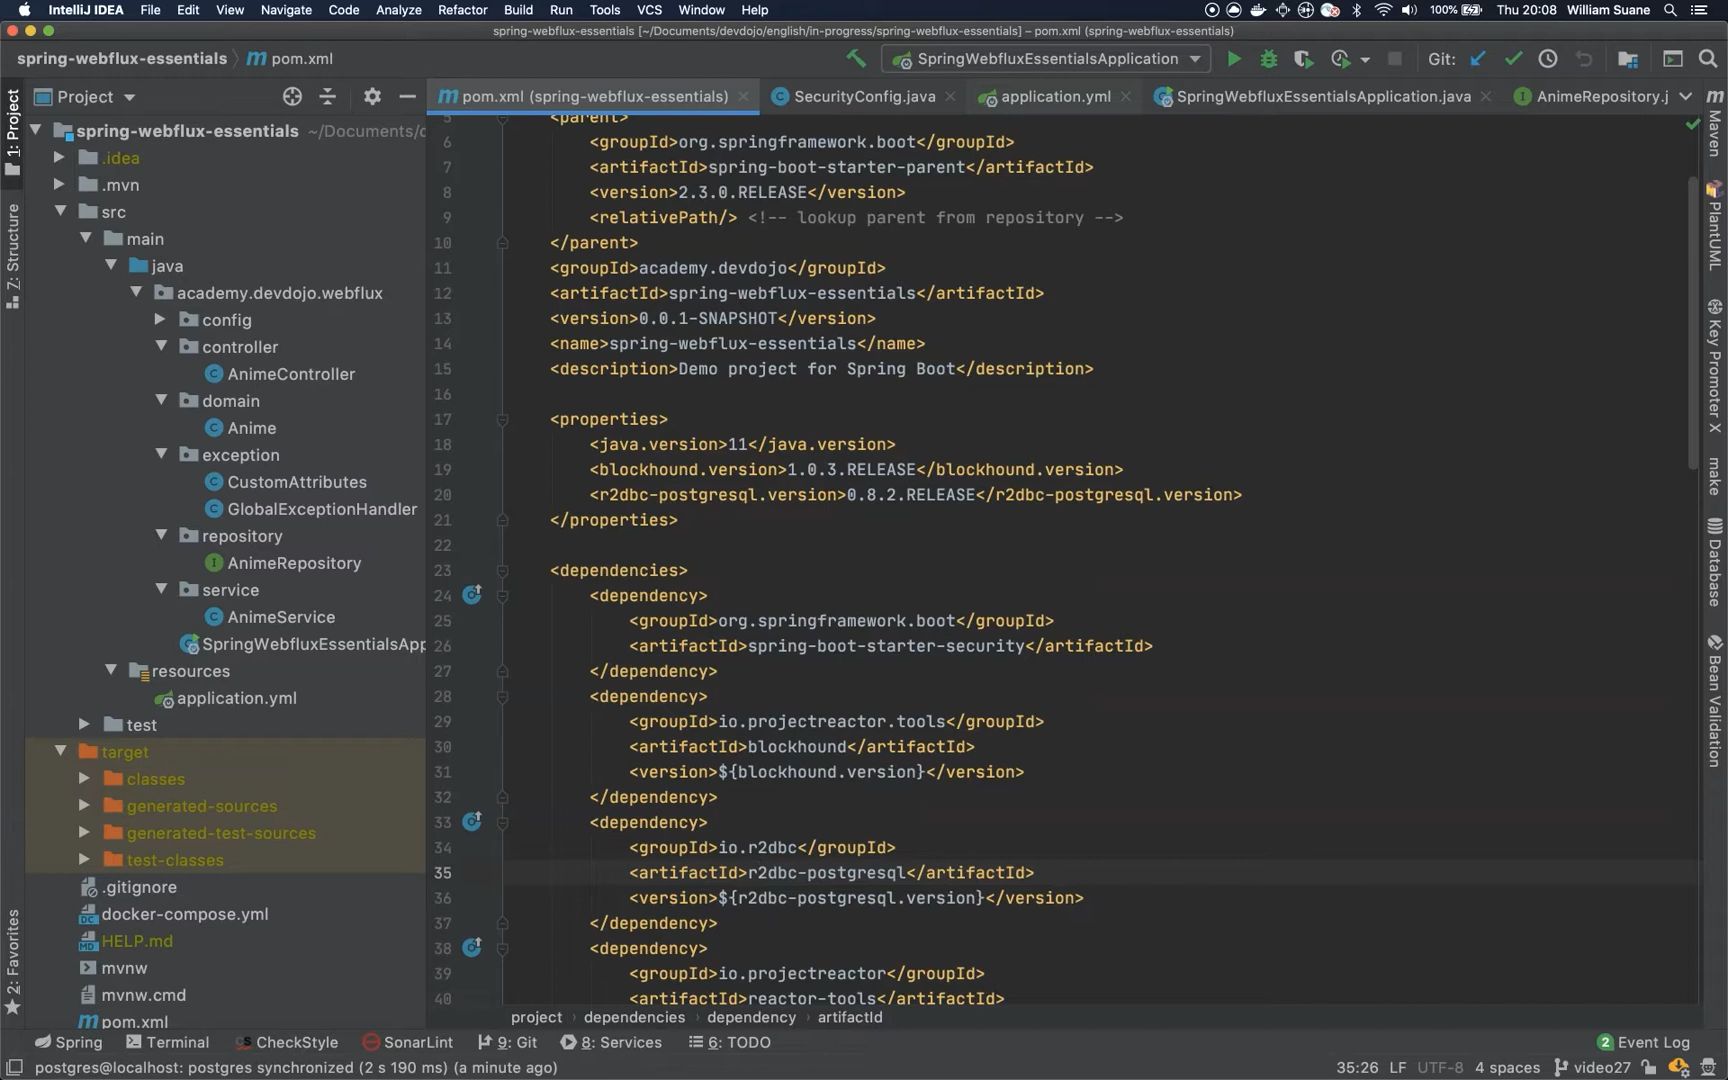 IntelliJ IDEA File Edit View Navigate Code Analyze Refactor Build Run Tools VCS Window Help 100% Thu 20:08 William Suane
spring-webflux-essentials [~/Documents/devdojo/english/in-progress/spring-webflux-essentials] – pom.xml (spring-webflux-essentials)
spring-webflux-essentials pom.xml SpringWebfluxEssentialsApplication Git:
Project pom.xml (spring-webflux-essentials) SecurityConfig.java application.yml SpringWebfluxEssentialsApplication.java AnimeRepository.j
1: Project
7: Structure
2: Favorites
spring-webflux-essentials ~/Documents/d
.idea
.mvn
src
main
java
academy.devdojo.webflux
config
controller
AnimeController
domain
Anime
exception
CustomAttributes
GlobalExceptionHandler
repository
AnimeRepository
service
AnimeService
SpringWebfluxEssentialsApp
resources
application.yml
test
target
classes
generated-sources
generated-test-sources
test-classes
.gitignore
docker-compose.yml
HELP.md
mvnw
mvnw.cmd
pom.xml
5 <parent>
6 <groupId>org.springframework.boot</groupId>
7 <artifactId>spring-boot-starter-parent</artifactId>
8 <version>2.3.0.RELEASE</version>
9 <relativePath/> <!-- lookup parent from repository -->
10 </parent>
11 <groupId>academy.devdojo</groupId>
12 <artifactId>spring-webflux-essentials</artifactId>
13 <version>0.0.1-SNAPSHOT</version>
14 <name>spring-webflux-essentials</name>
15 <description>Demo project for Spring Boot</description>
16
17 <properties>
18 <java.version>11</java.version>
19 <blockhound.version>1.0.3.RELEASE</blockhound.version>
20 <r2dbc-postgresql.version>0.8.2.RELEASE</r2dbc-postgresql.version>
21 </properties>
22
23 <dependencies>
24 <dependency>
25 <groupId>org.springframework.boot</groupId>
26 <artifactId>spring-boot-starter-security</artifactId>
27 </dependency>
28 <dependency>
29 <groupId>io.projectreactor.tools</groupId>
30 <artifactId>blockhound</artifactId>
31 <version>${blockhound.version}</version>
32 </dependency>
33 <dependency>
34 <groupId>io.r2dbc</groupId>
35 <artifactId>r2dbc-postgresql</artifactId>
36 <version>${r2dbc-postgresql.version}</version>
37 </dependency>
38 <dependency>
39 <groupId>io.projectreactor</groupId>
40 <artifactId>reactor-tools</artifactId>
project dependencies dependency artifactId
Maven
PlantUML
Key Promoter X
make
Database
Bean Validation
Spring Terminal CheckStyle SonarLint 9: Git 8: Services 6: TODO 2 Event Log
postgres@localhost: postgres synchronized (2 s 190 ms) (a minute ago) 35:26 LF UTF-8 4 spaces video27